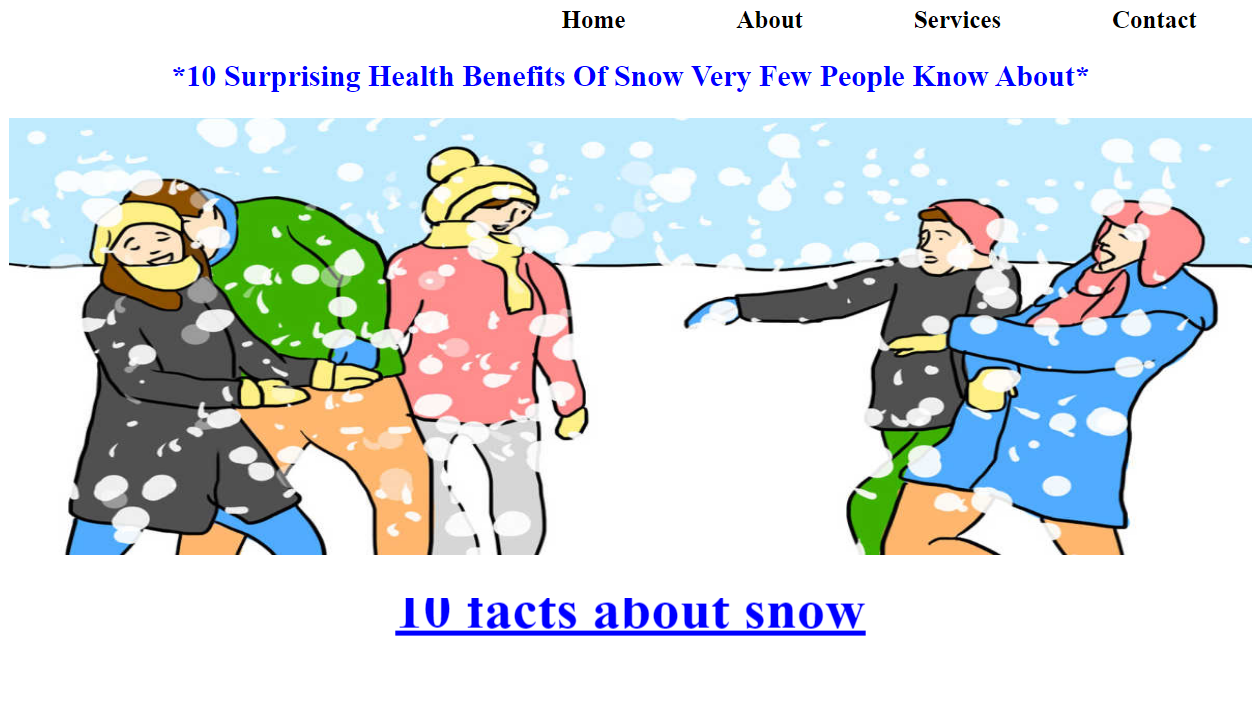 Home About Services Contact
*10 Surprising Health Benefits Of Snow Very Few People Know About*
10 facts about snow